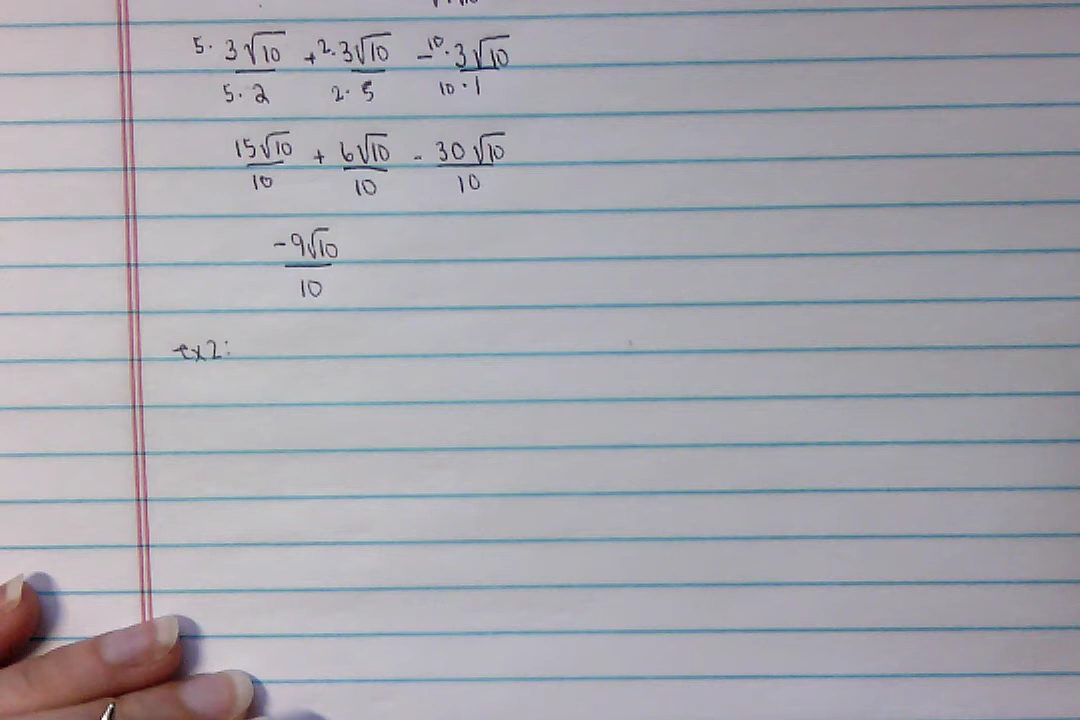 5· 3√10 + 2· 3√10 - 10· 3√10
5· 2 2· 5 10 · 1
15√10 + 6√10 - 30√10
10 10 10
-9√10
10
ex2: